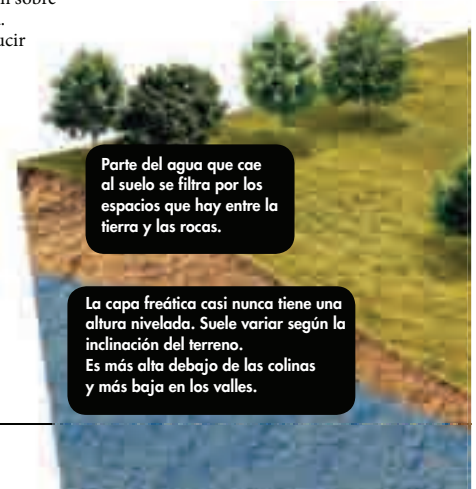 sobre
Parte del agua que cae
al suelo se filtra por los
espacios que hay entre la
tierra y las rocas.
La capa freática casi nunca tiene una
altura nivelada. Suele variar según la
inclinación del terreno.
Es más alta debajo de las colinas
y más baja en los valles.